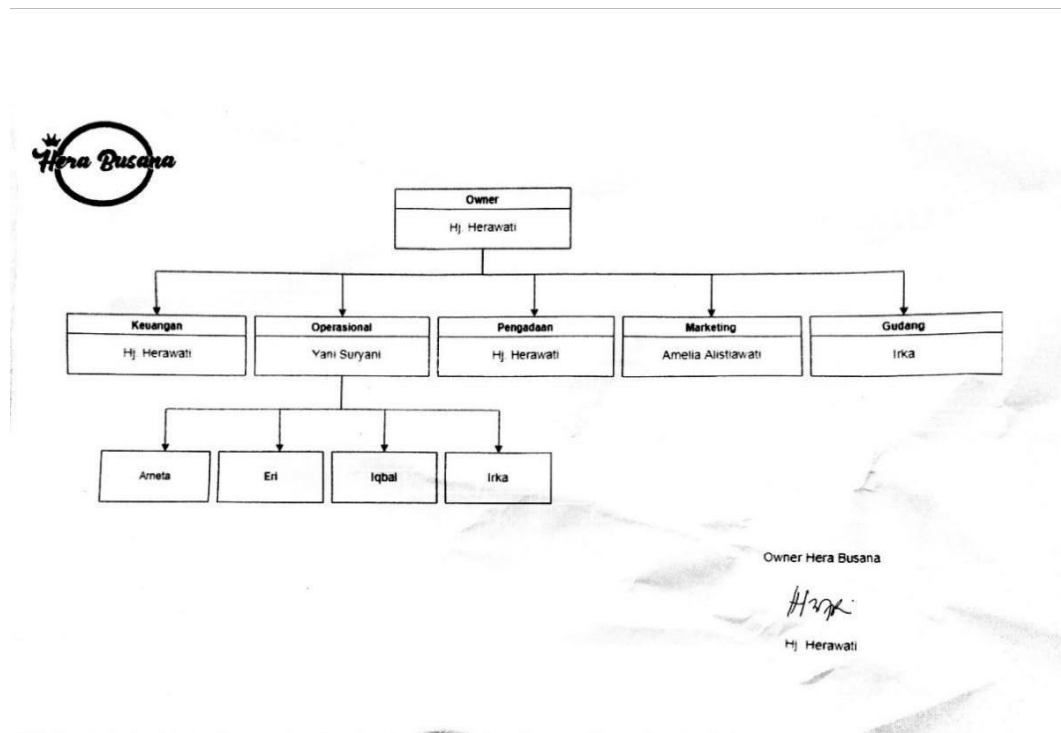 Hera Busana
Owner
Hj. Herawati
Keuangan
Hj. Herawati
Operasional
Yani Suryani
Pengadaan
Hj. Herawati
Marketing
Amelia Alistiawati
Gudang
Irka
Arneta
Eri
Iqbal
Irka
Owner Hera Busana
Hj Herawati